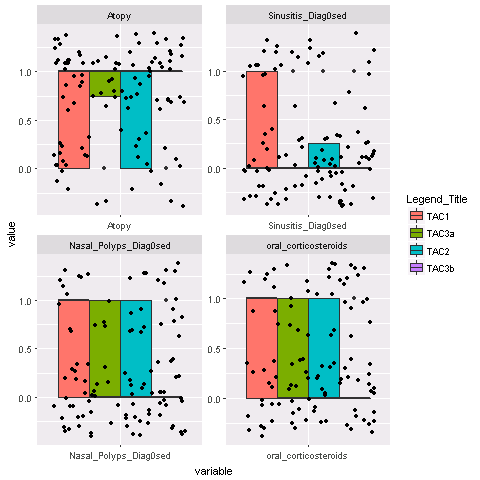 Atopy
Sinusitis_Diag0sed
1.0
0.5
0.0
Atopy
Sinusitis_Diag0sed
Nasal_Polyps_Diag0sed
oral_corticosteroids
1.0
0.5
0.0
Nasal_Polyps_Diag0sed
oral_corticosteroids
value
variable
Legend_Title
TAC1
TAC3a
TAC2
TAC3b